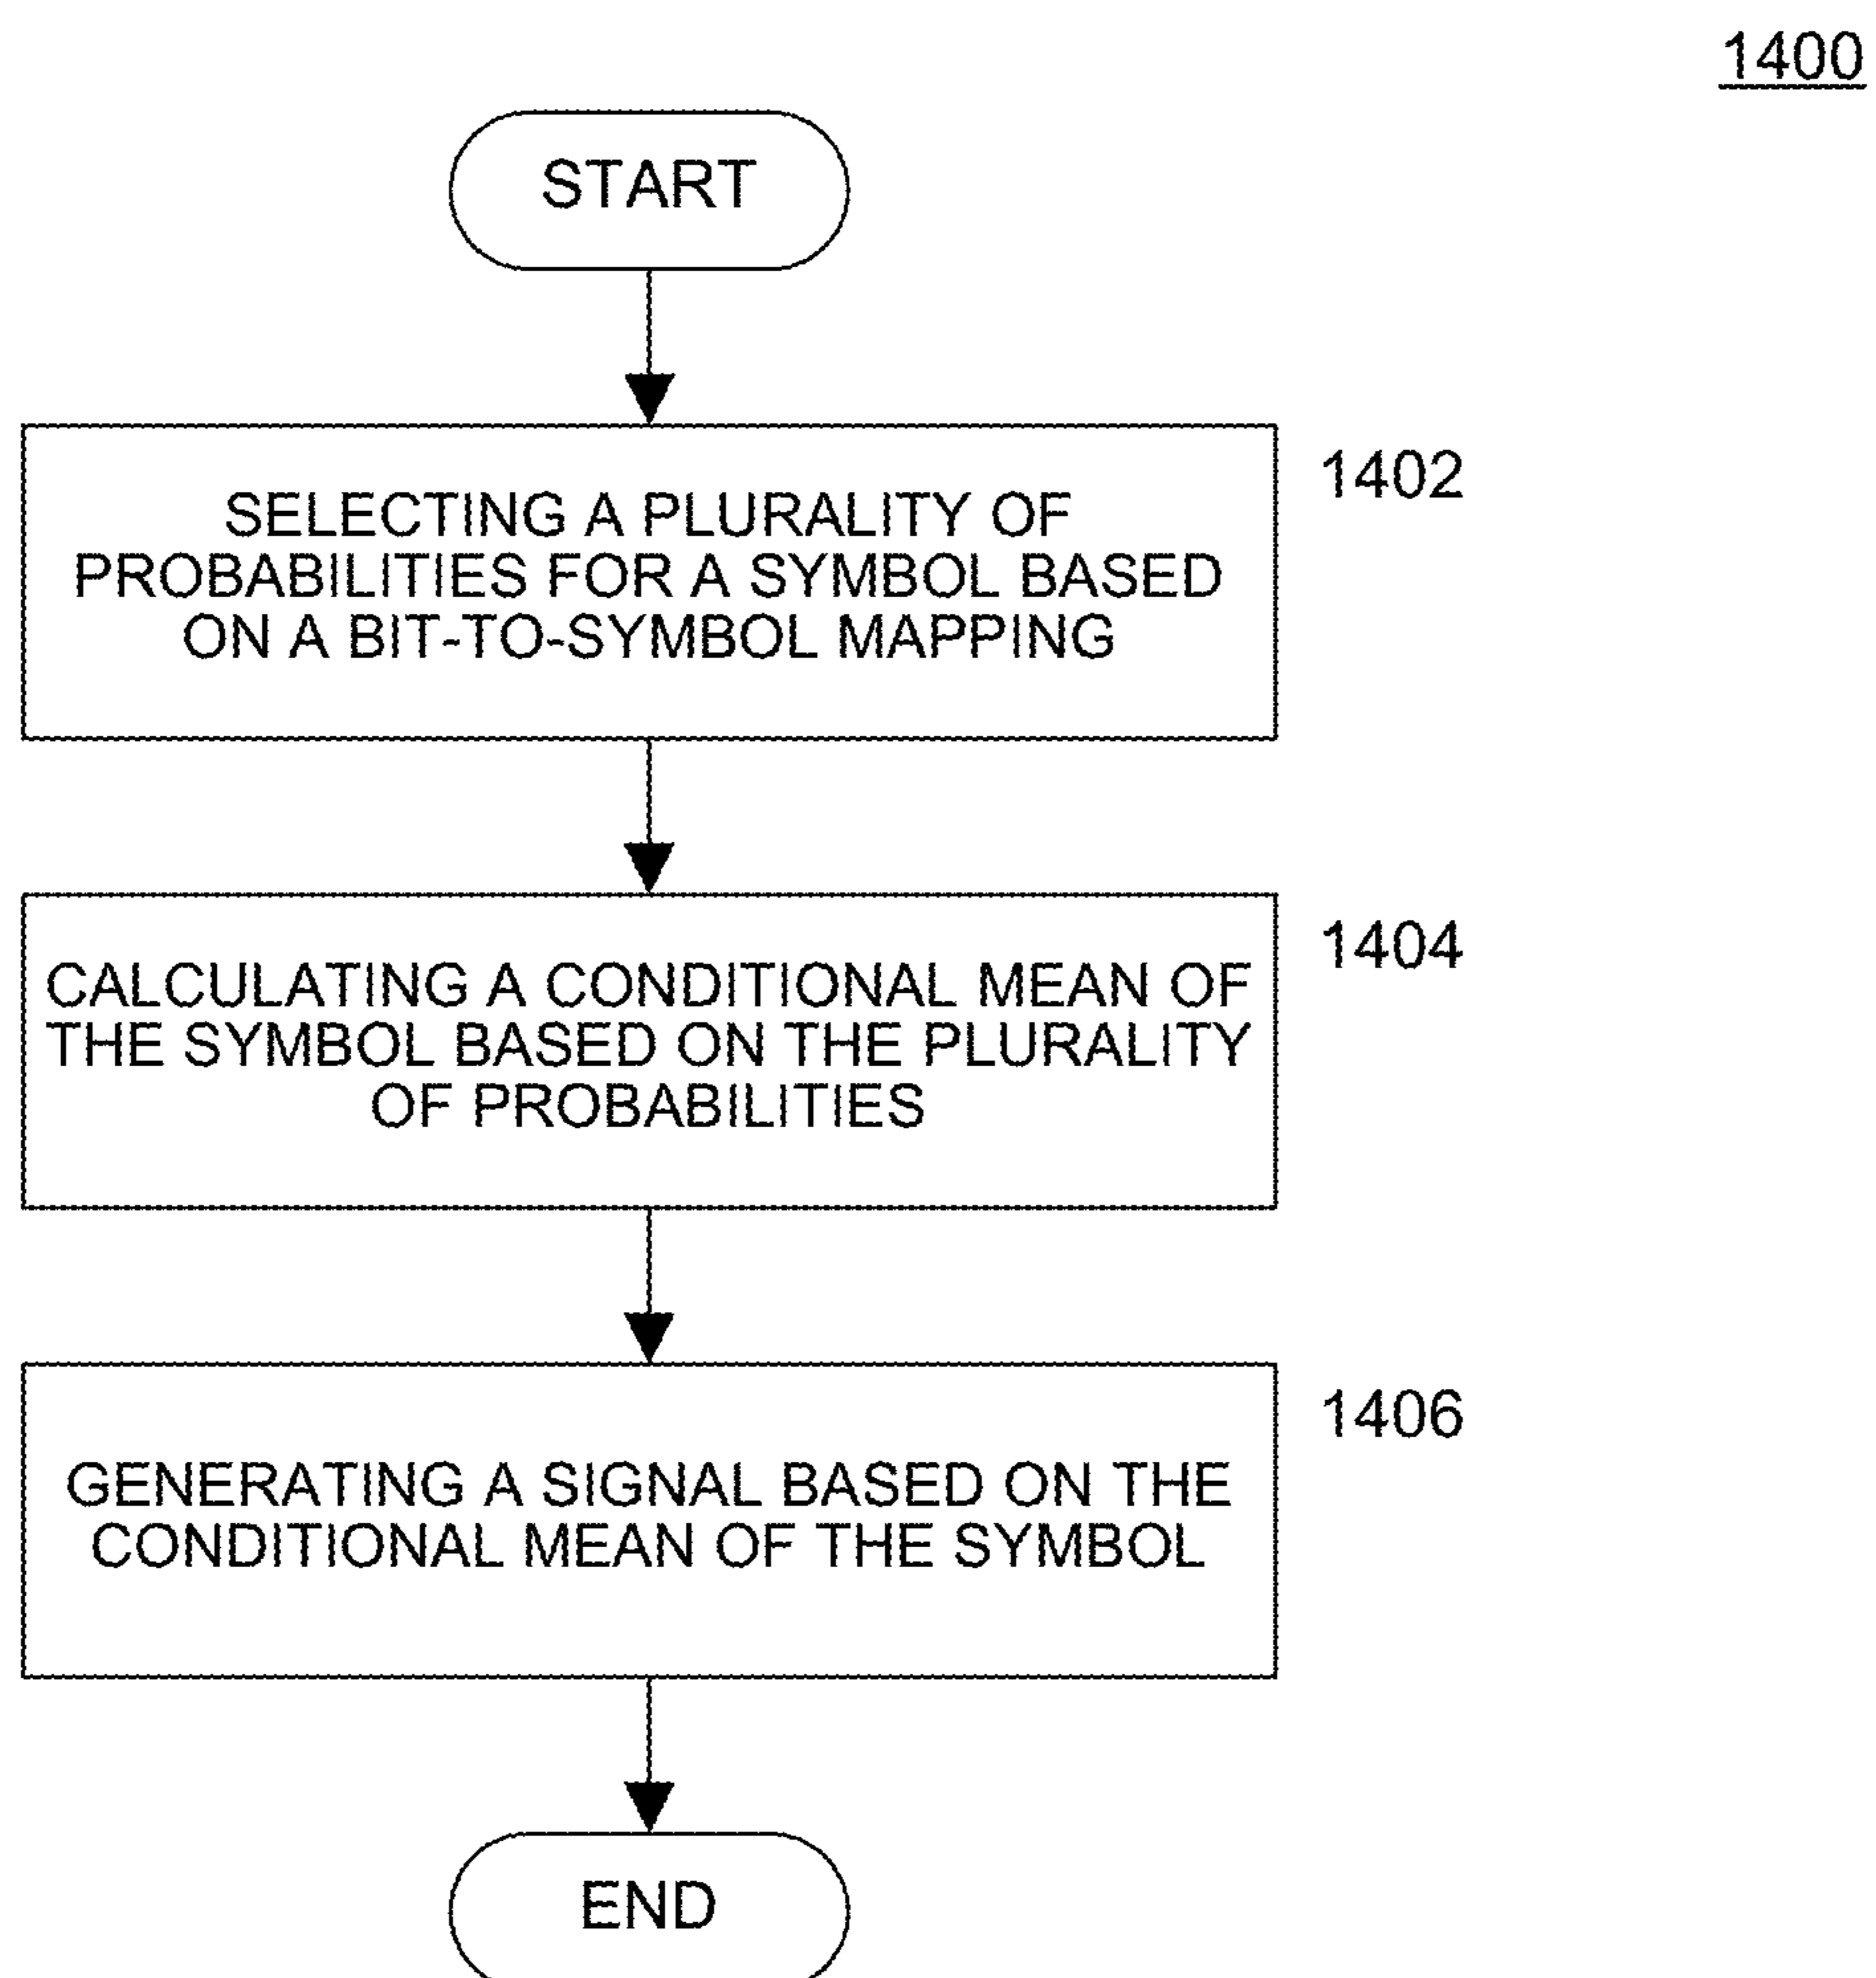 1400
START
SELECTING A PLURALITY OF
PROBABILITIES FOR A SYMBOL BASED
ON A BIT-TO-SYMBOL MAPPING
1402
CALCULATING A CONDITIONAL MEAN OF
THE SYMBOL BASED ON THE PLURALITY
OF PROBABILITIES
1404
GENERATING A SIGNAL BASED ON THE
CONDITIONAL MEAN OF THE SYMBOL
1406
END